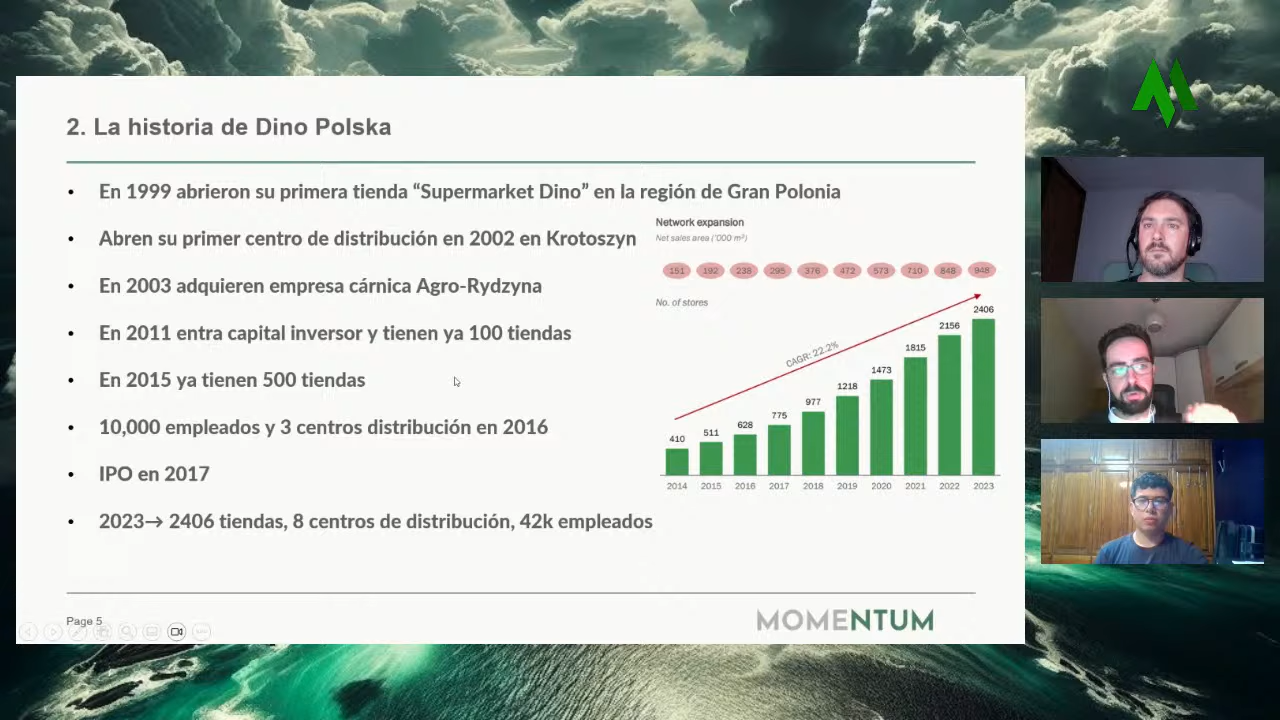 2. La historia de Dino Polska
• En 1999 abrieron su primera tienda “Supermarket Dino” en la región de Gran Polonia
• Abren su primer centro de distribución en 2002 en Krotoszyn
• En 2003 adquieren empresa cárnica Agro-Rydzyna
• En 2011 entra capital inversor y tienen ya 100 tiendas
• En 2015 ya tienen 500 tiendas
• 10,000 empleados y 3 centros distribución en 2016
• IPO en 2017
• 2023→ 2406 tiendas, 8 centros de distribución, 42k empleados
Network expansion
Net sales area ('000 m²)
151 192 238 295 376 472 573 710 848 948
No. of stores
CAGR: 22.2%
410 511 628 775 977 1218 1473 1815 2156 2406
2014 2015 2016 2017 2018 2019 2020 2021 2022 2023
Page 5
MOMENTUM